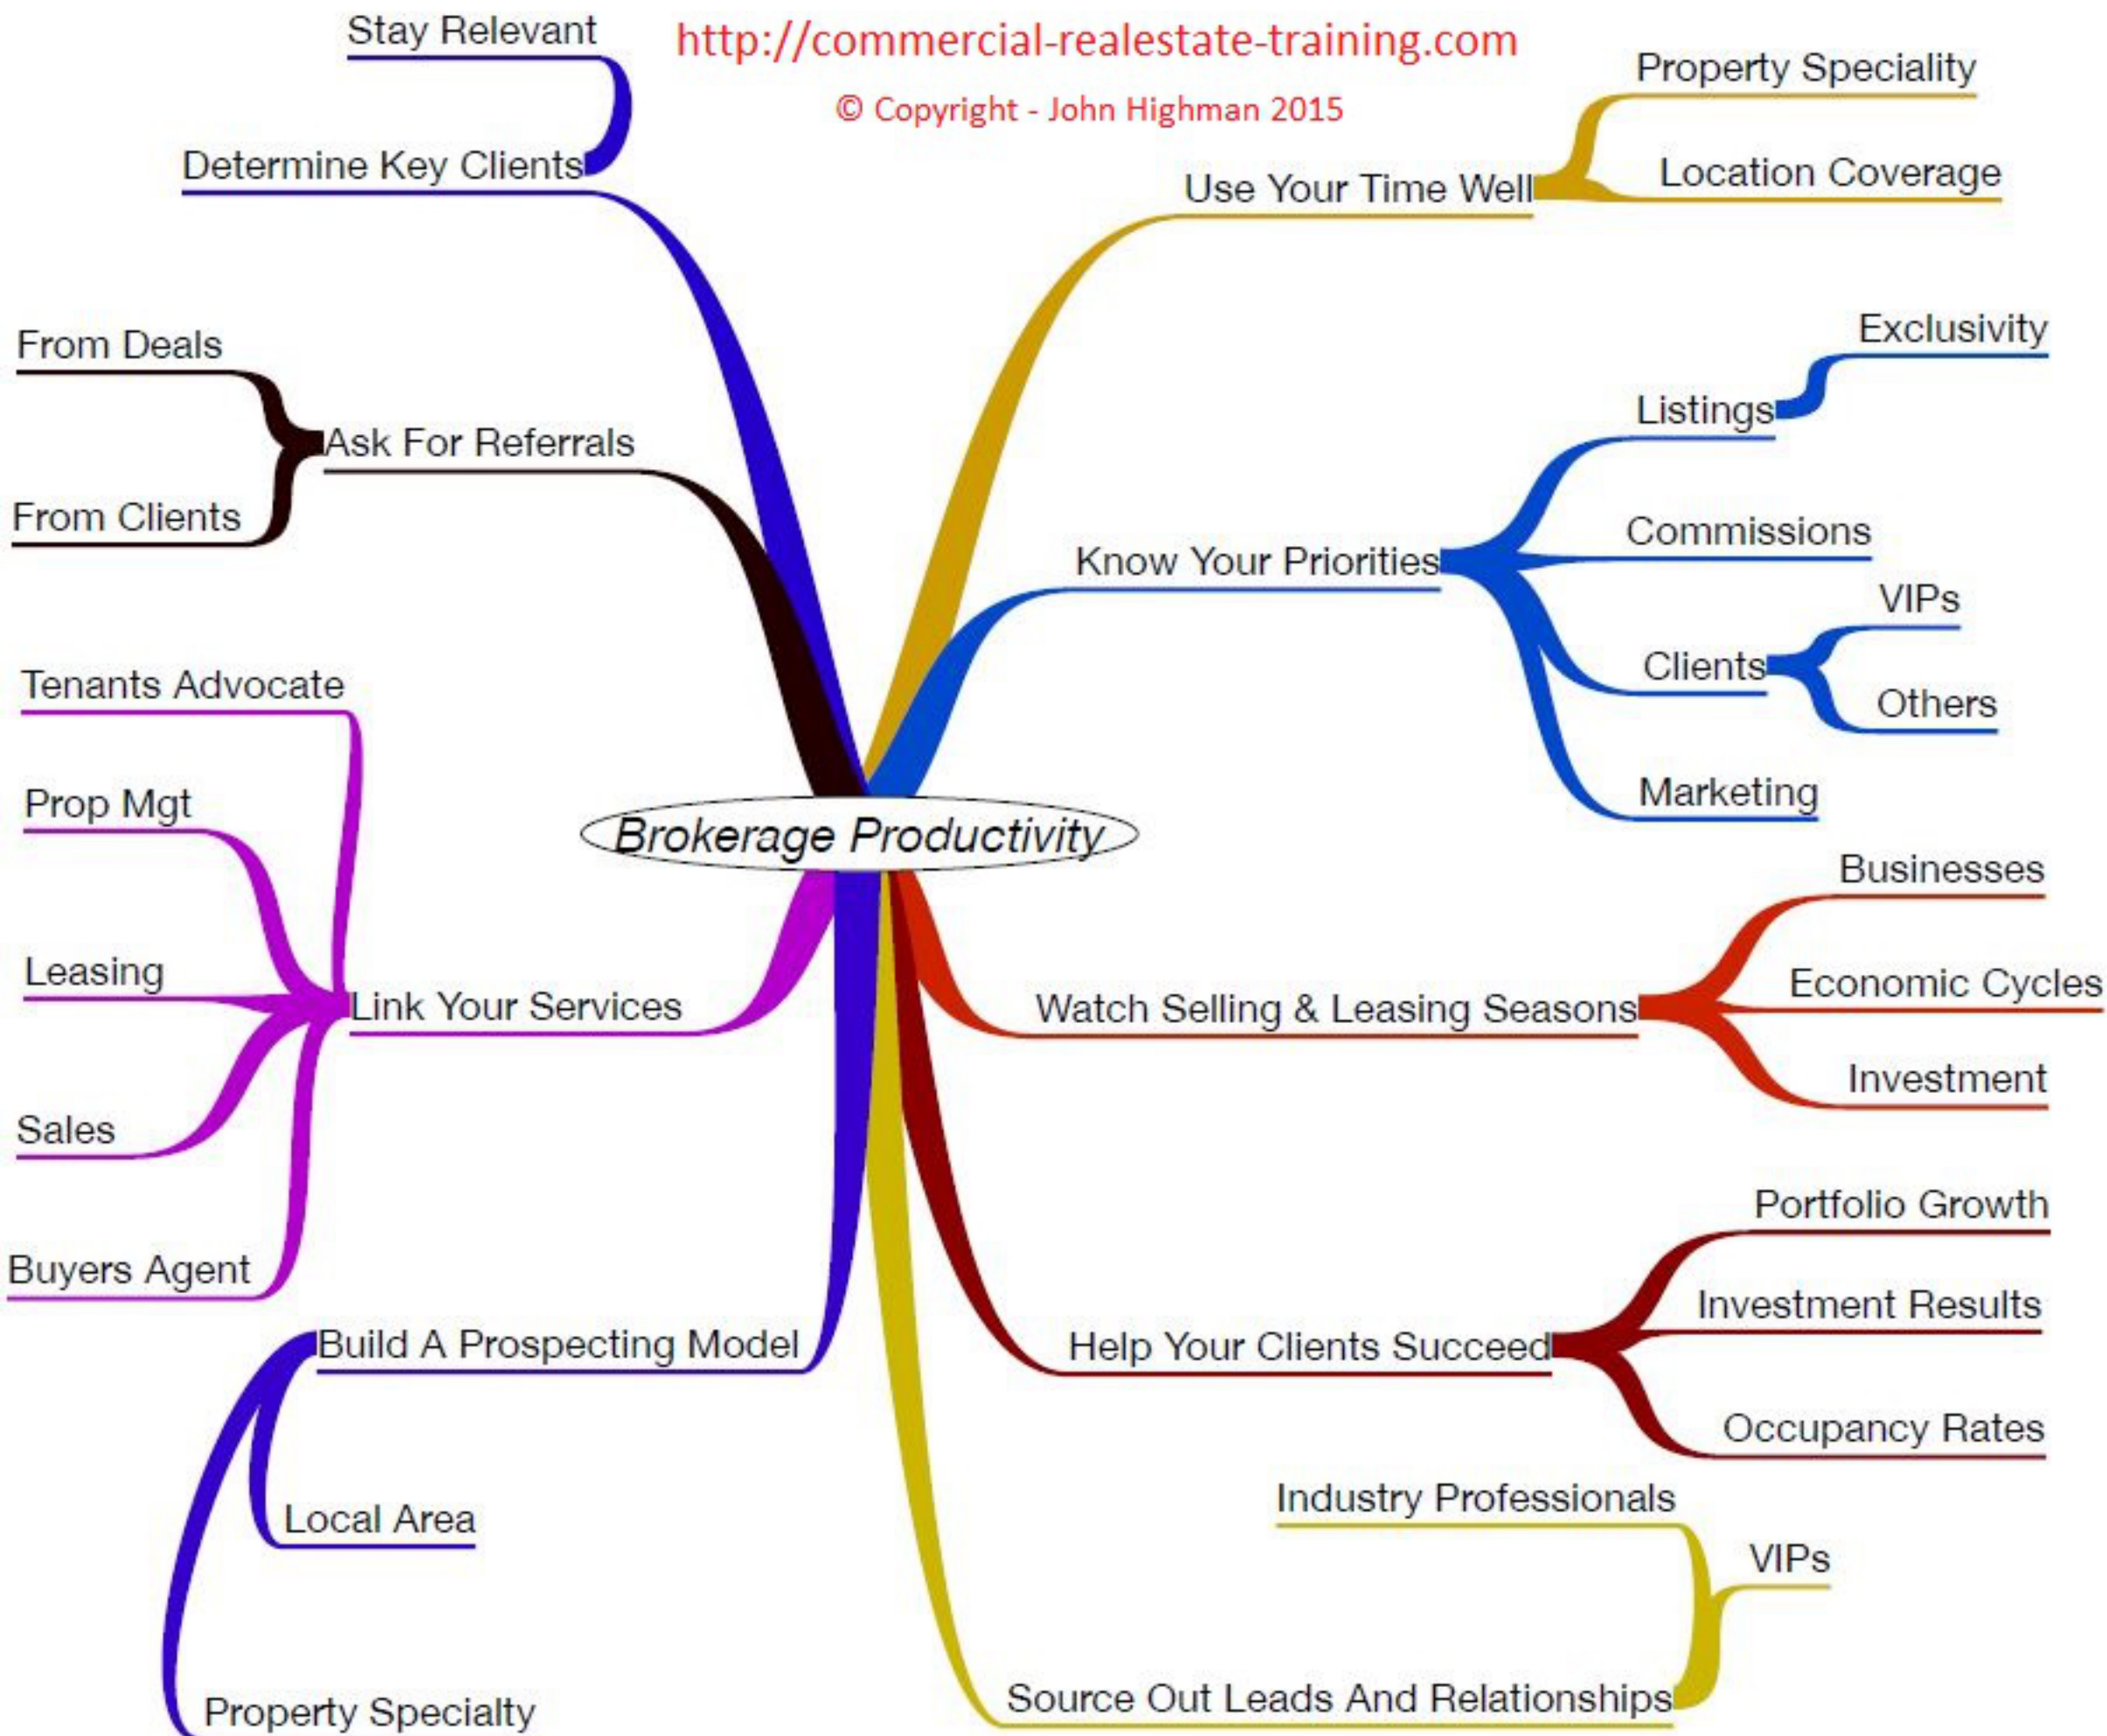 http://commercial-realestate-training.com
© Copyright - John Highman 2015
Brokerage Productivity
Stay Relevant
Determine Key Clients
From Deals
Ask For Referrals
From Clients
Tenants Advocate
Prop Mgt
Leasing
Link Your Services
Sales
Buyers Agent
Build A Prospecting Model
Local Area
Property Specialty
Property Speciality
Use Your Time Well
Location Coverage
Exclusivity
Listings
Commissions
Know Your Priorities
VIPs
Clients
Others
Marketing
Businesses
Watch Selling & Leasing Seasons
Economic Cycles
Investment
Portfolio Growth
Investment Results
Help Your Clients Succeed
Occupancy Rates
Industry Professionals
VIPs
Source Out Leads And Relationships